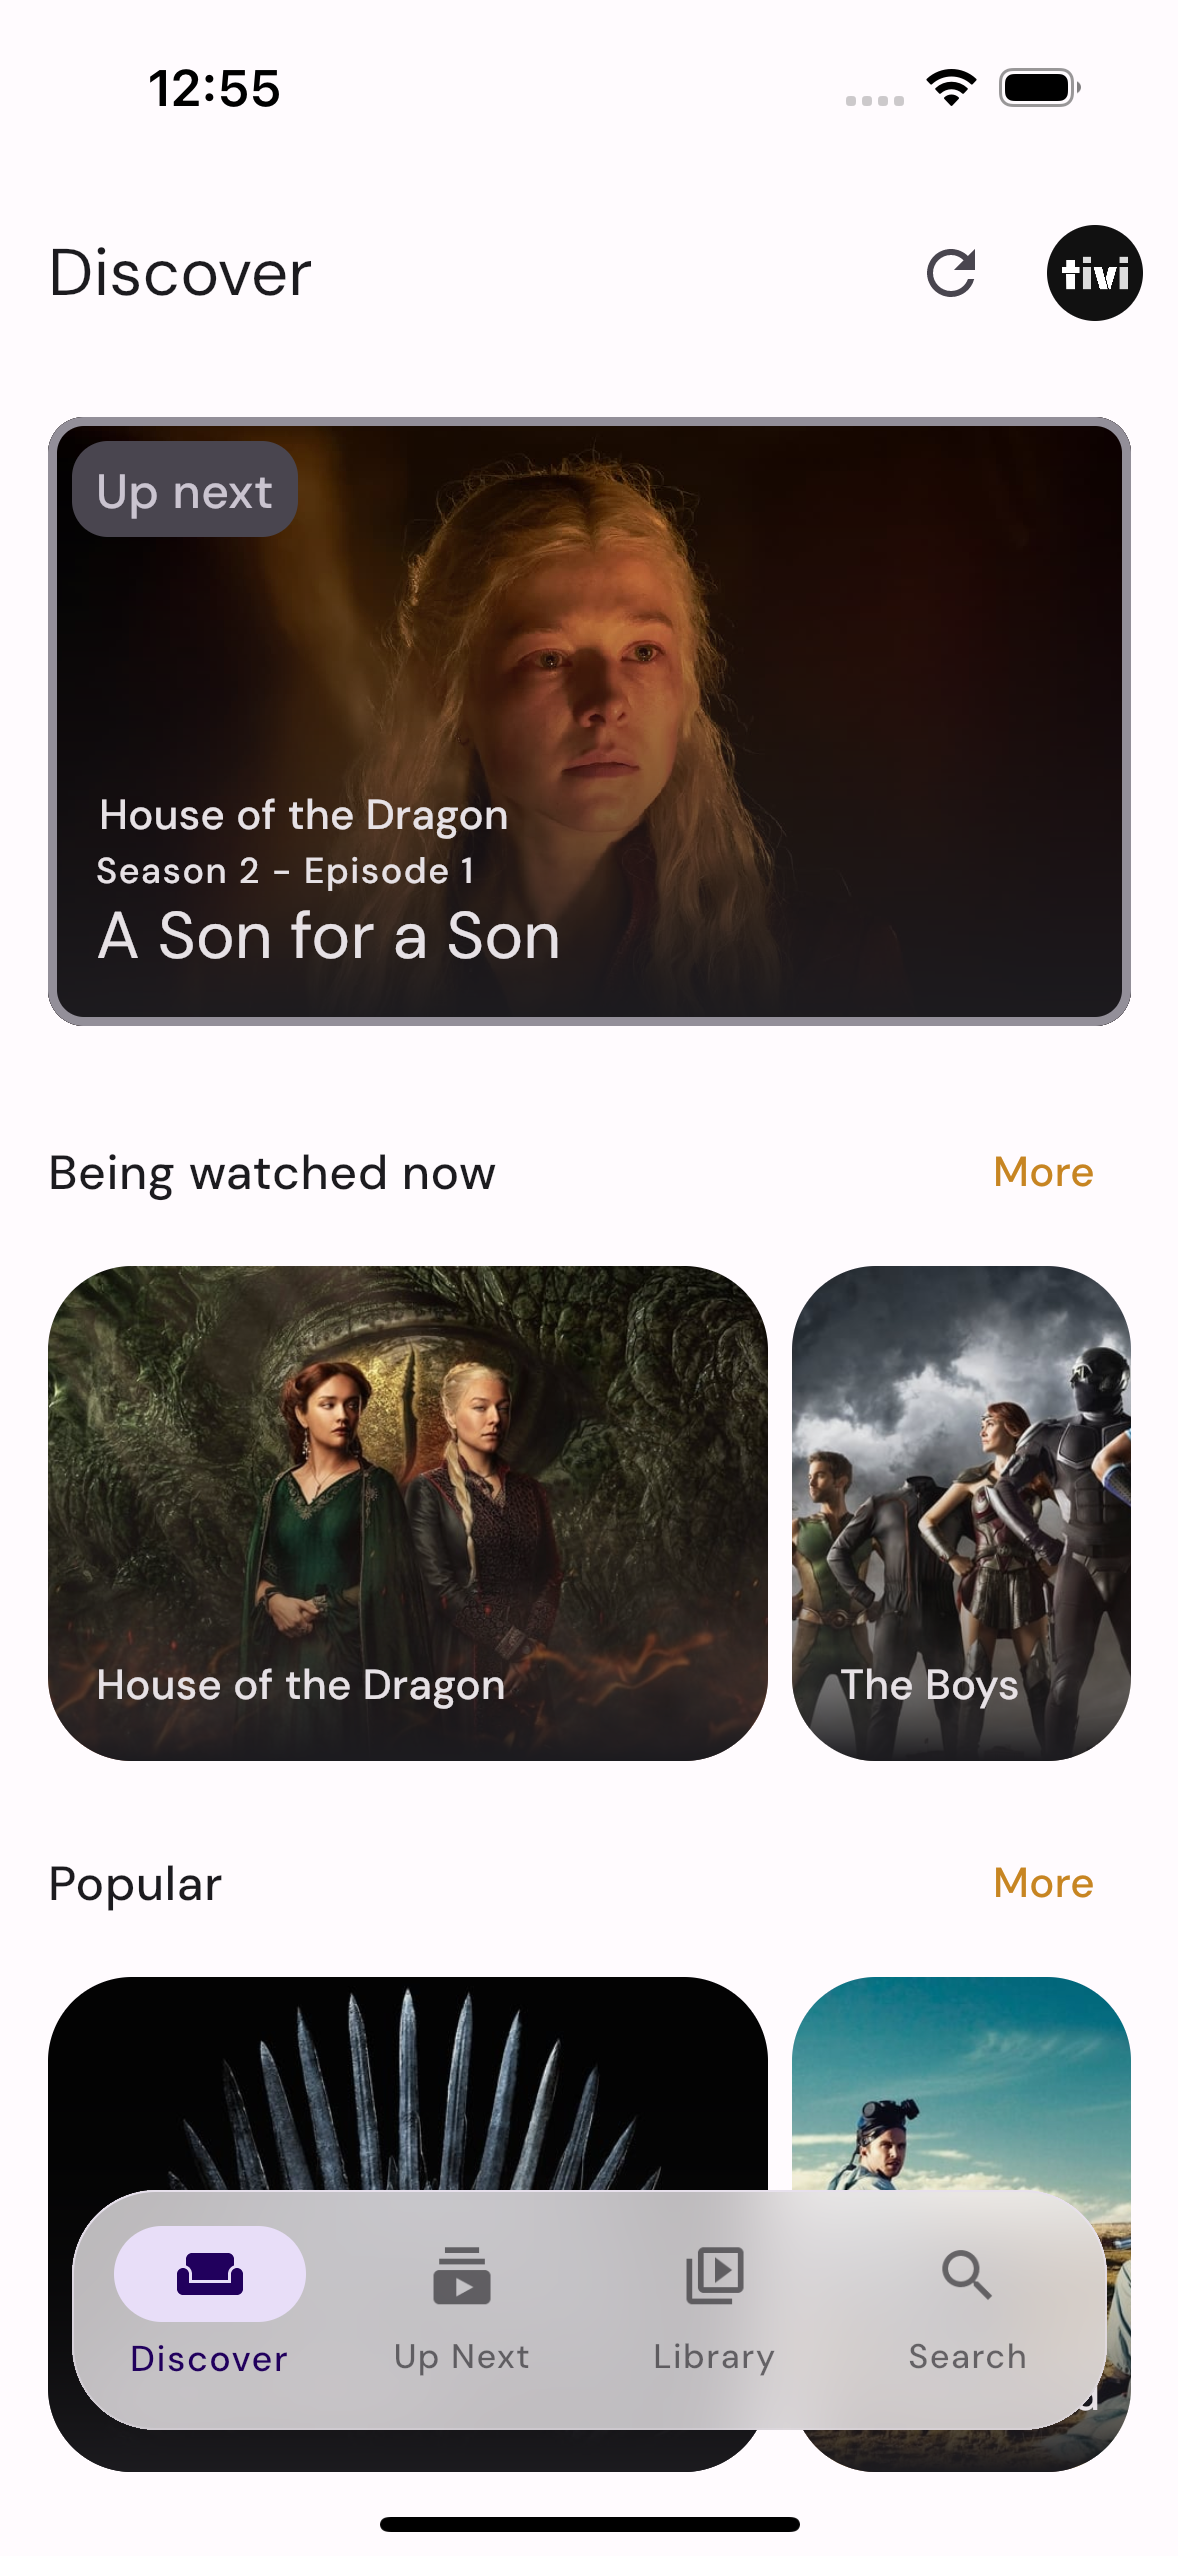 12:55
Discover
tivi
Up next
House of the Dragon
Season 2 - Episode 1
A Son for a Son
Being watched now
More
House of the Dragon
The Boys
Popular
More
Discover
Up Next
Library
Search